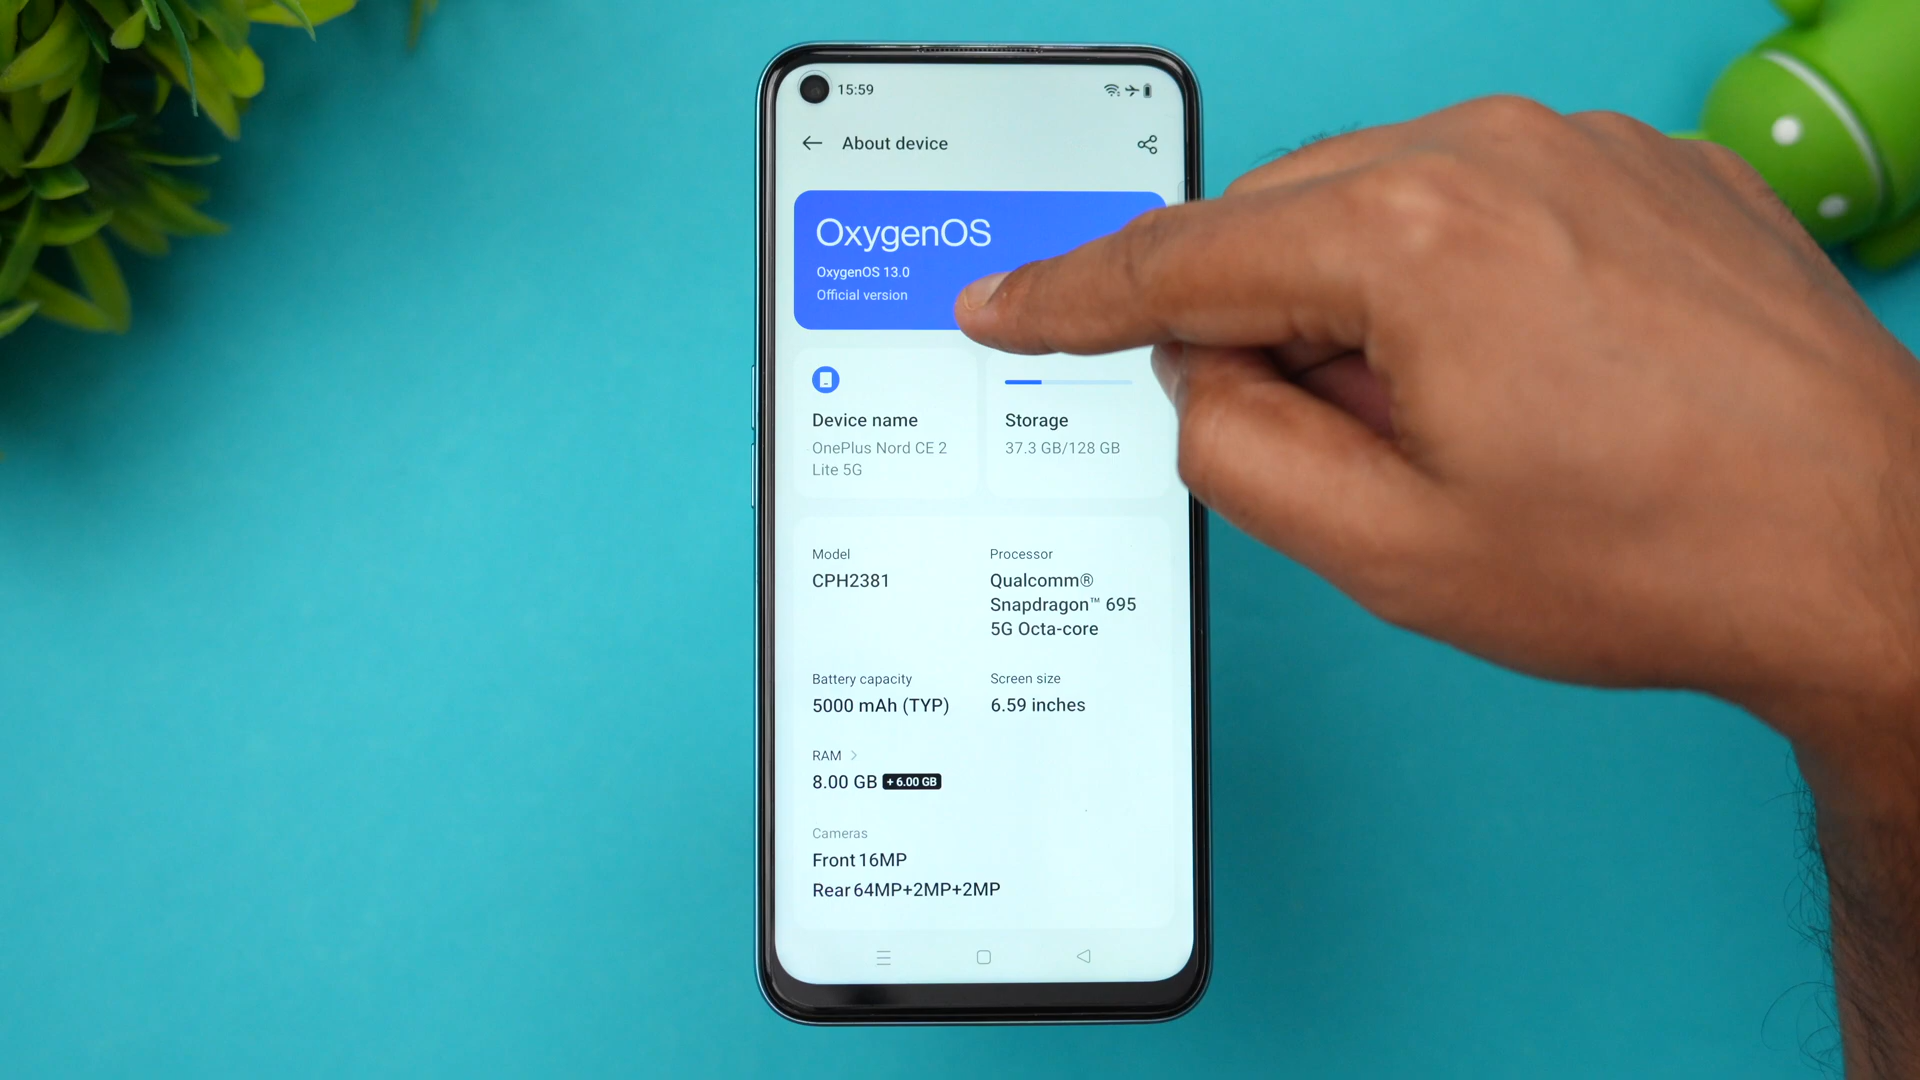 15:59
About device
OxygenOS
OxygenOS 13.0
Official version
Device name
OnePlus Nord CE 2
Lite 5G
Storage
37.3 GB/128 GB
Model
CPH2381
Processor
Qualcomm®
Snapdragon™ 695
5G Octa-core
Battery capacity
5000 mAh (TYP)
Screen size
6.59 inches
RAM
8.00 GB + 6.00 GB
Cameras
Front 16MP
Rear 64MP+2MP+2MP